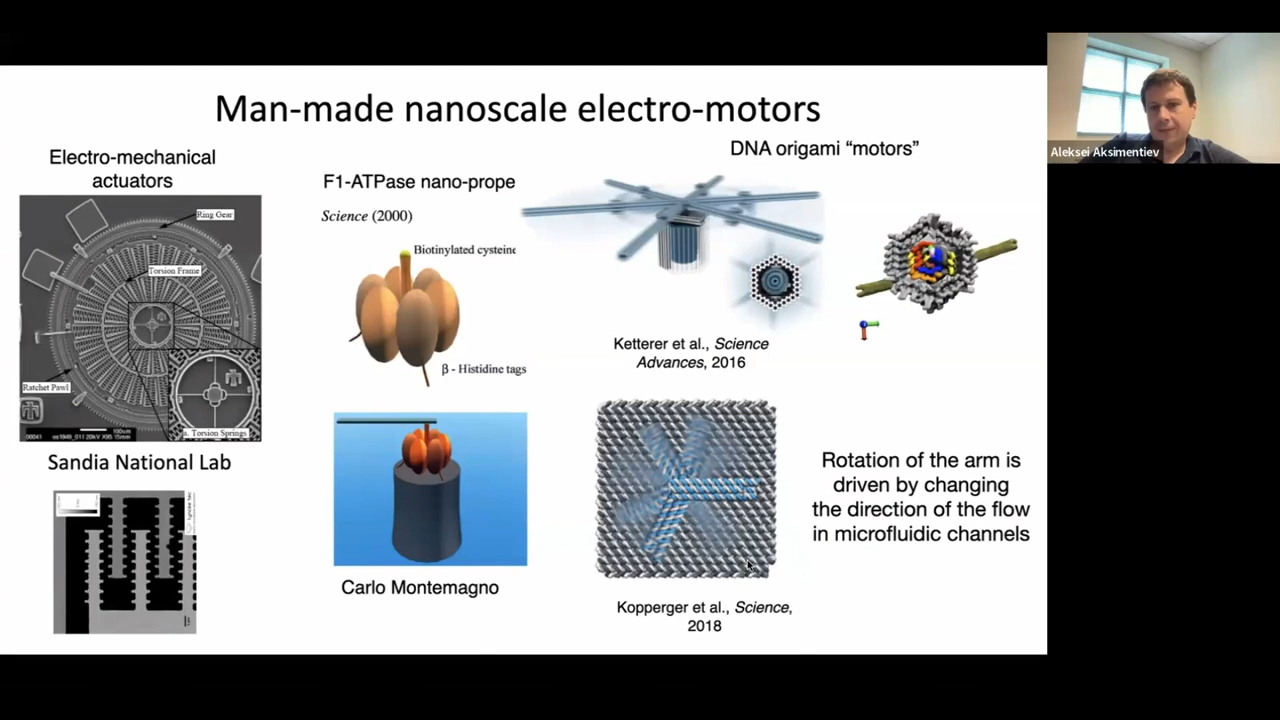 Man-made nanoscale electro-motors
Electro-mechanical
actuators
Ring Gear
Torsion Frame
Ratchet Pawl
a. Torsion Springs
Sandia National Lab
F1-ATPase nano-prope
Science (2000)
Biotinylated cysteine
β - Histidine tags
Carlo Montemagno
DNA origami “motors”
Ketterer et al., Science
Advances, 2016
Kopperger et al., Science,
2018
Rotation of the arm is
driven by changing
the direction of the flow
in microfluidic channels
Aleksei Aksimentiev